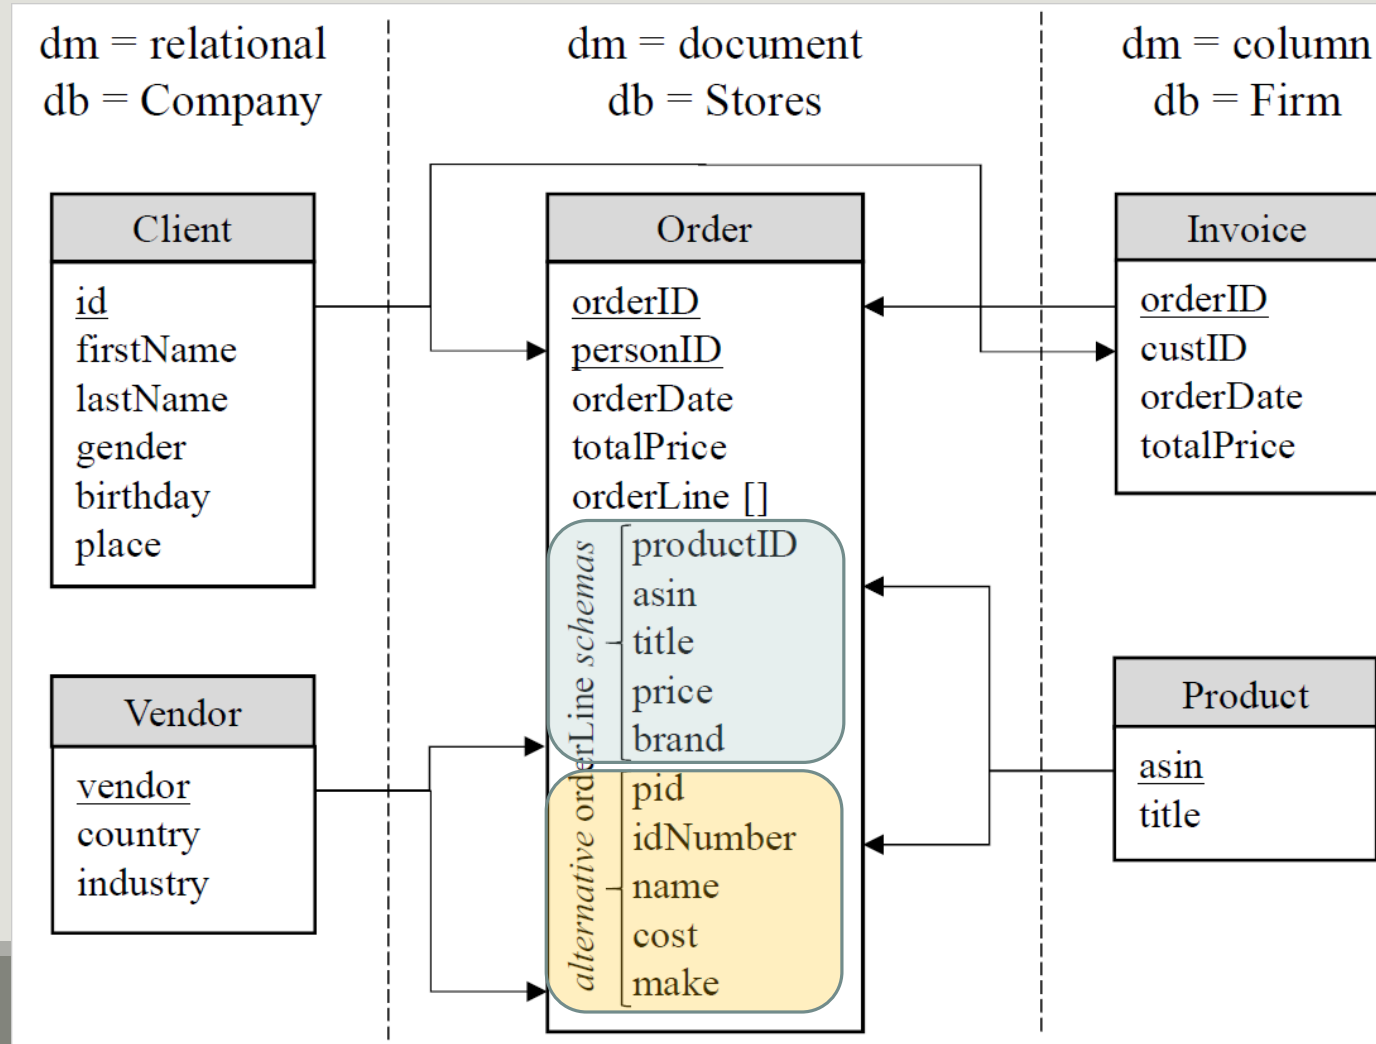 dm = relational
db = Company
dm = document
db = Stores
dm = column
db = Firm
Client
id
firstName
lastName
gender
birthday
place
Vendor
vendor
country
industry
Order
orderID
personID
orderDate
totalPrice
orderLine []
alternative orderLine schemas
productID
asin
title
price
brand
pid
idNumber
name
cost
make
Invoice
orderID
custID
orderDate
totalPrice
Product
asin
title